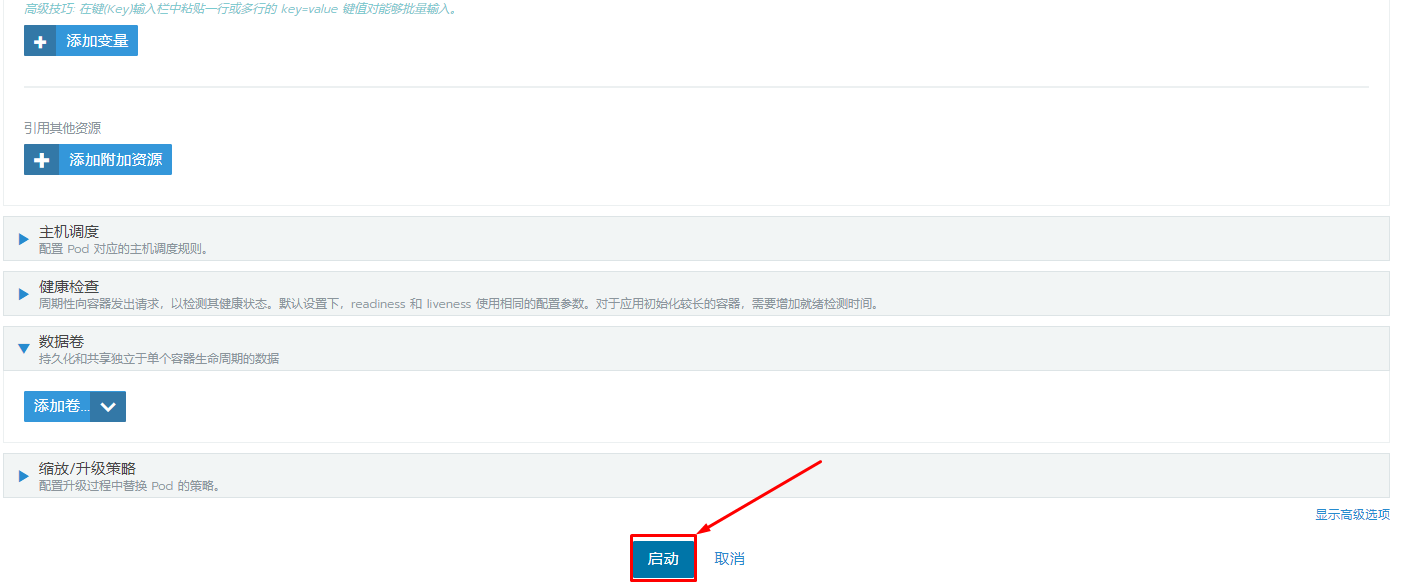 高级技巧: 在键(Key)输入栏中粘贴一行或多行的 key=value 键值对能够批量输入。
添加变量
引用其他资源
添加附加资源
主机调度
配置 Pod 对应的主机调度规则。
健康检查
周期性向容器发出请求，以检测其健康状态。默认设置下，readiness 和 liveness 使用相同的配置参数。对于应用初始化较长的容器，需要增加就绪检测时间。
数据卷
持久化和共享独立于单个容器生命周期的数据
添加卷...
缩放/升级策略
配置升级过程中替换 Pod 的策略。
显示高级选项
启动 取消